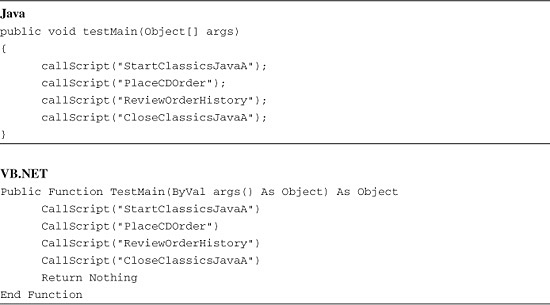 Java
public void testMain(Object[] args)
{
callScript("StartClassicsJavaA");
callScript("PlaceCDOrder");
callScript("ReviewOrderHistory");
callScript("CloseClassicsJavaA");
}
VB.NET
Public Function TestMain(ByVal args() As Object) As Object
CallScript("StartClassicsJavaA")
CallScript("PlaceCDOrder")
CallScript("ReviewOrderHistory")
CallScript("CloseClassicsJavaA")
Return Nothing
End Function